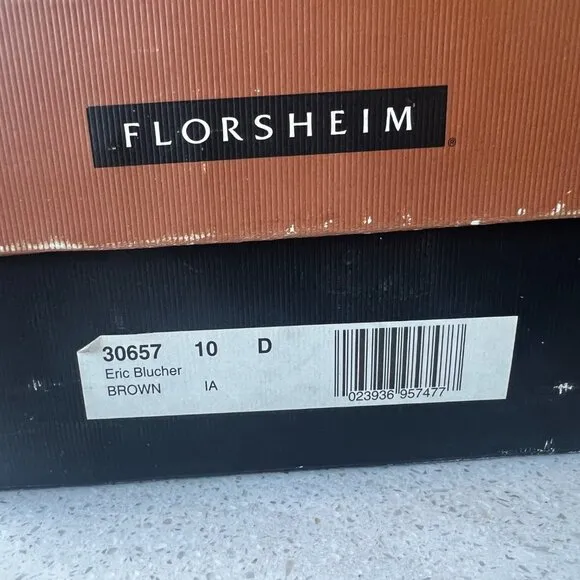 FLORSHEIM®
30657 10 D
Eric Blucher
BROWN IA
023936 957477